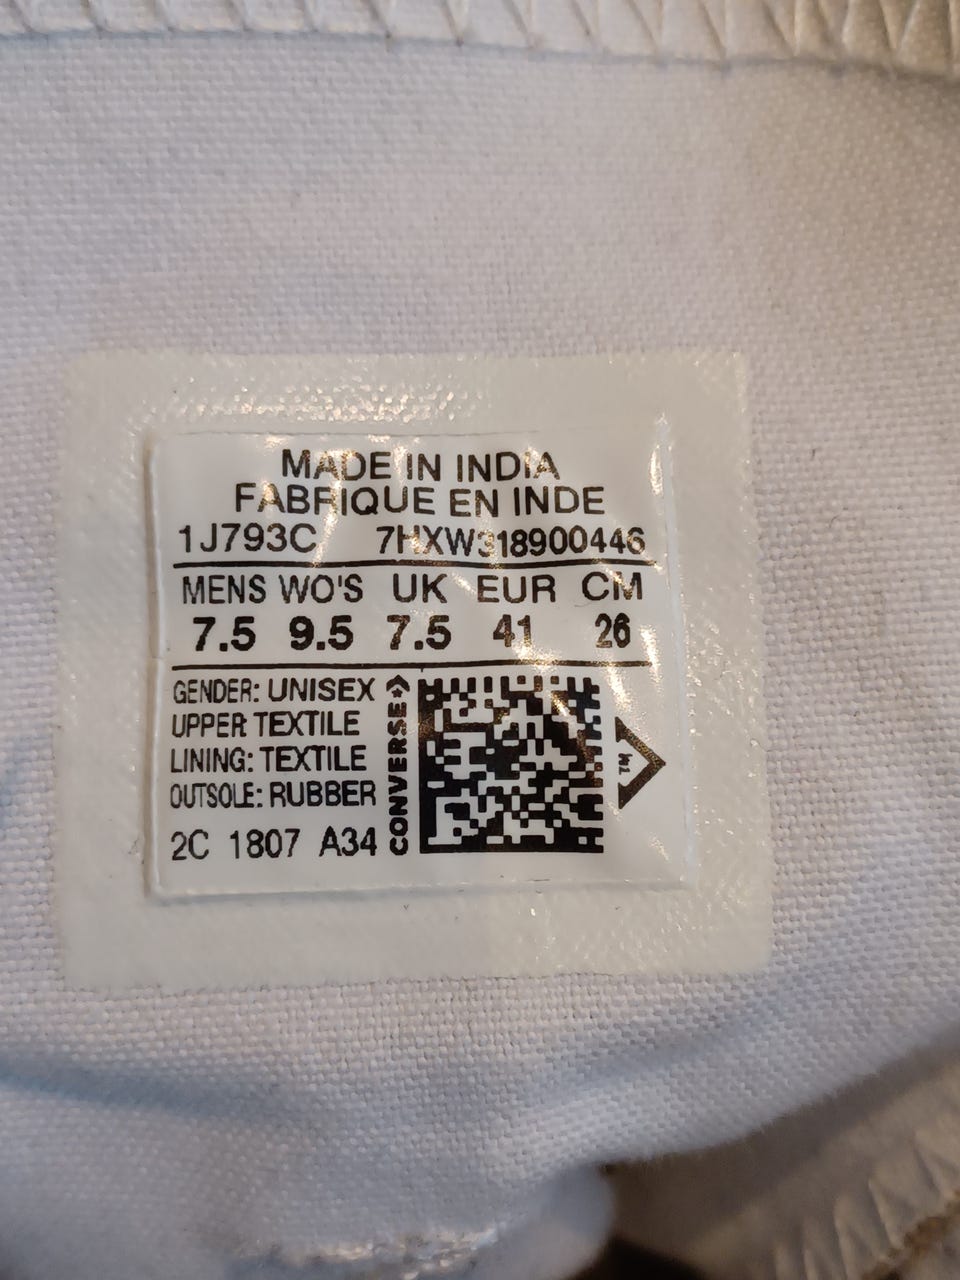 MADE IN INDIA
FABRIQUE EN INDE
1J793C 7HXW318900446
MENS WO'S UK EUR CM
7.5 9.5 7.5 41 26
GENDER: UNISEX
UPPER TEXTILE
LINING: TEXTILE
OUTSOLE: RUBBER
2C 1807 A34
CONVERSE